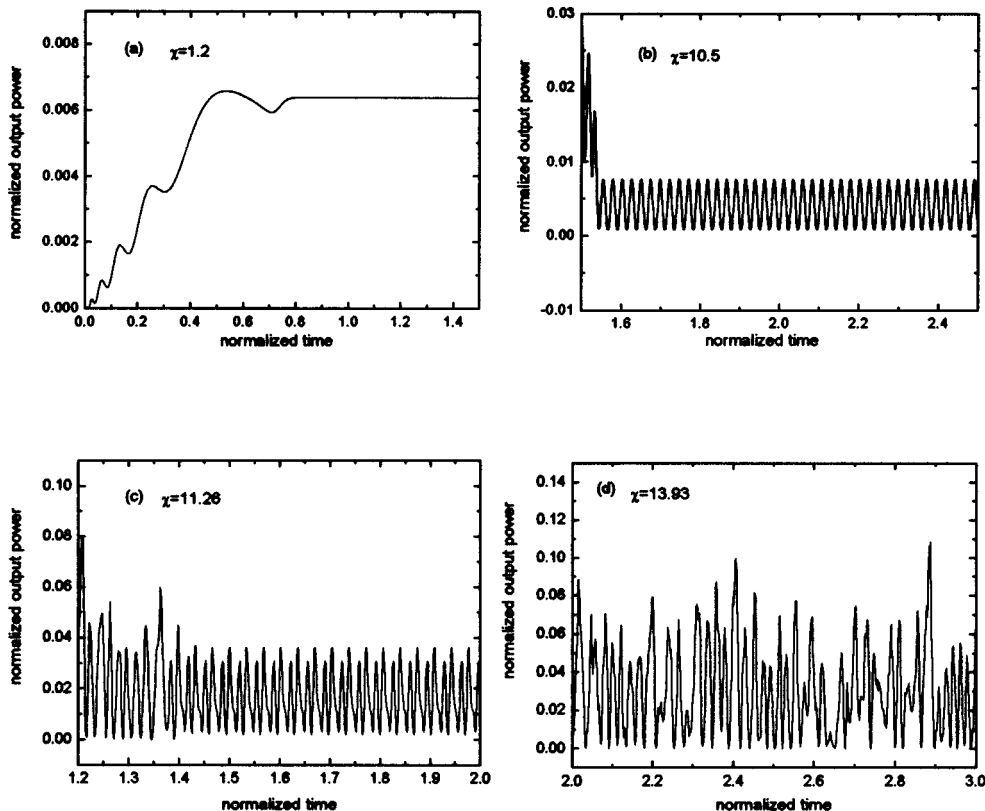 (a) χ=1.2
normalized output power
0.008
0.006
0.004
0.002
0.000
0.0 0.2 0.4 0.6 0.8 1.0 1.2 1.4
normalized time
(b) χ=10.5
normalized output power
0.03
0.02
0.01
0.00
-0.01
1.6 1.8 2.0 2.2 2.4
normalized time
(c) χ=11.26
normalized output power
0.10
0.08
0.06
0.04
0.02
0.00
1.2 1.3 1.4 1.5 1.6 1.7 1.8 1.9 2.0
normalized time
(d) χ=13.93
normalized output power
0.14
0.12
0.10
0.08
0.06
0.04
0.02
0.00
2.0 2.2 2.4 2.6 2.8 3.0
normalized time